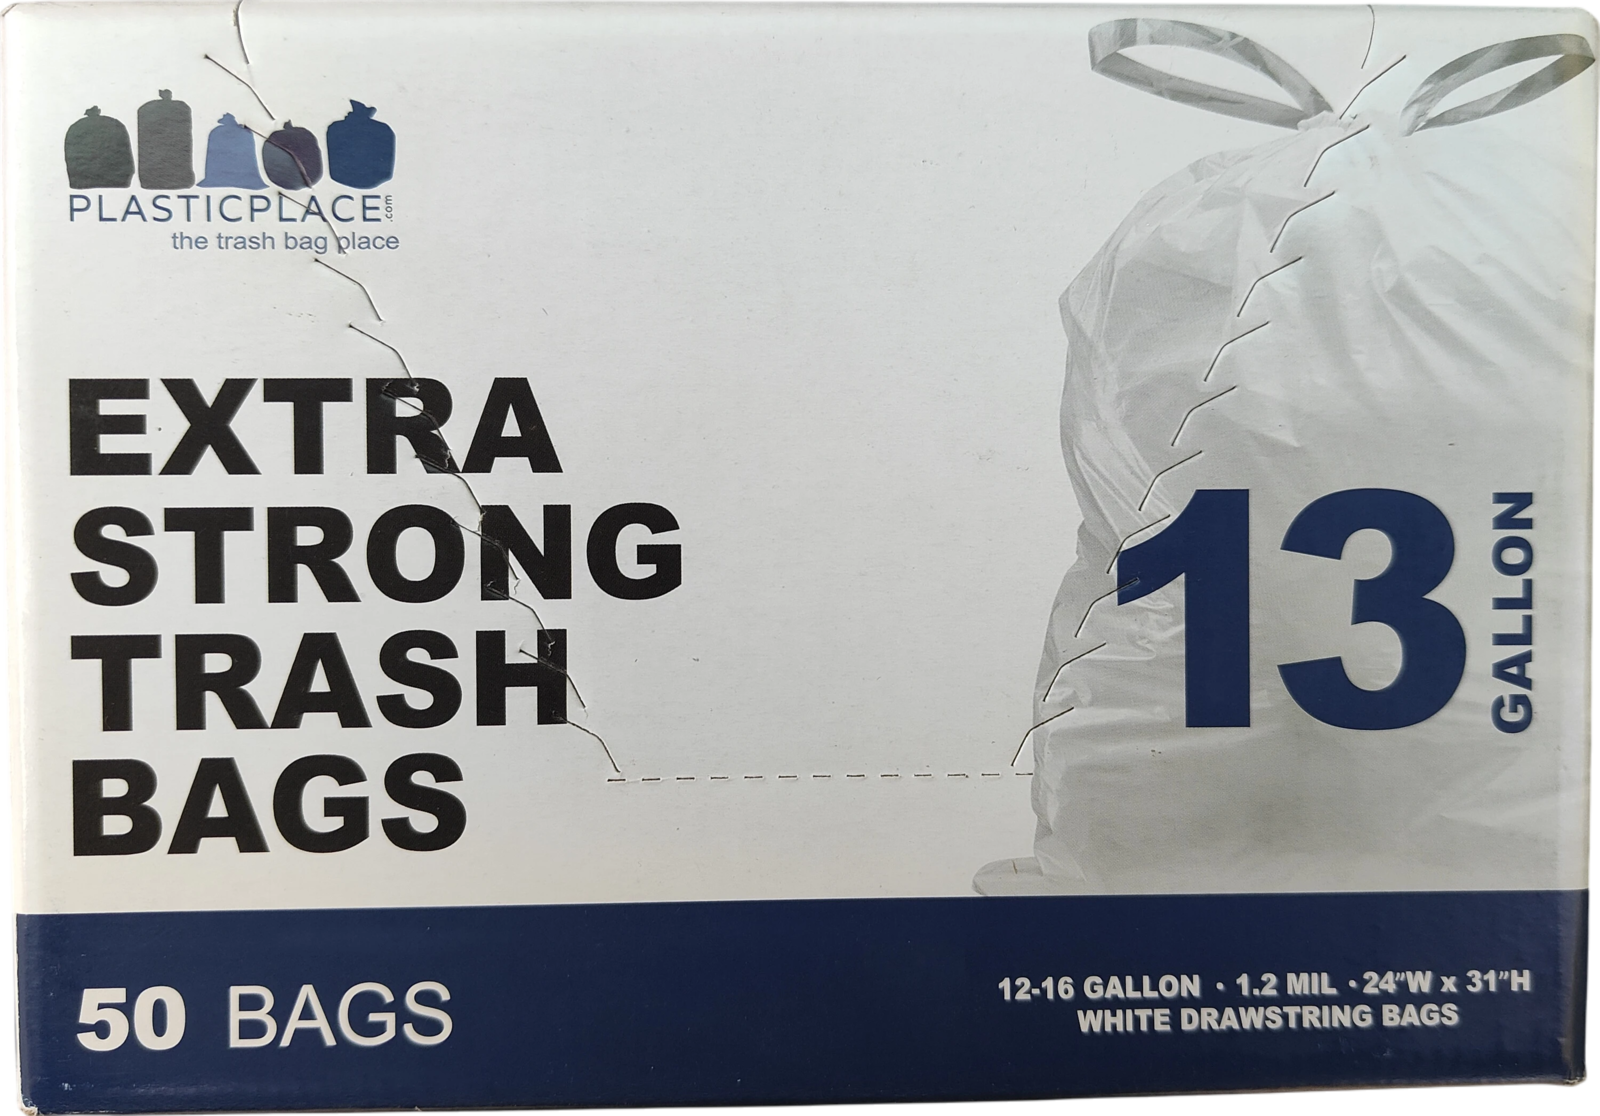 PLASTICPLACE.com
the trash bag place
EXTRA
STRONG
TRASH
BAGS
13
GALLON
50 BAGS
12-16 GALLON · 1.2 MIL · 24"W x 31"H
WHITE DRAWSTRING BAGS